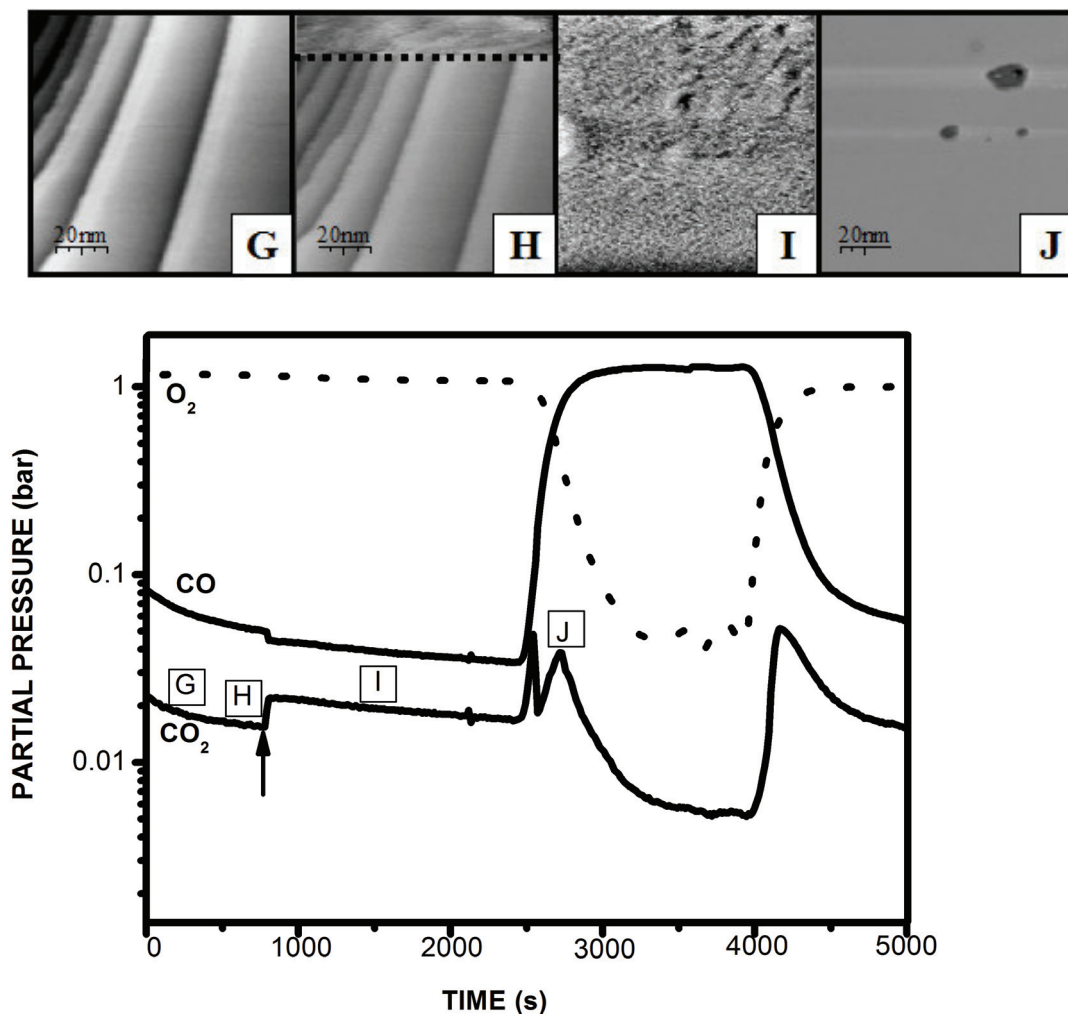 20nm G
20nm H
I
20nm J
PARTIAL PRESSURE (bar)
1
0.1
0.01
O2
CO
G H I J
CO2
0 1000 2000 3000 4000 5000
TIME (s)